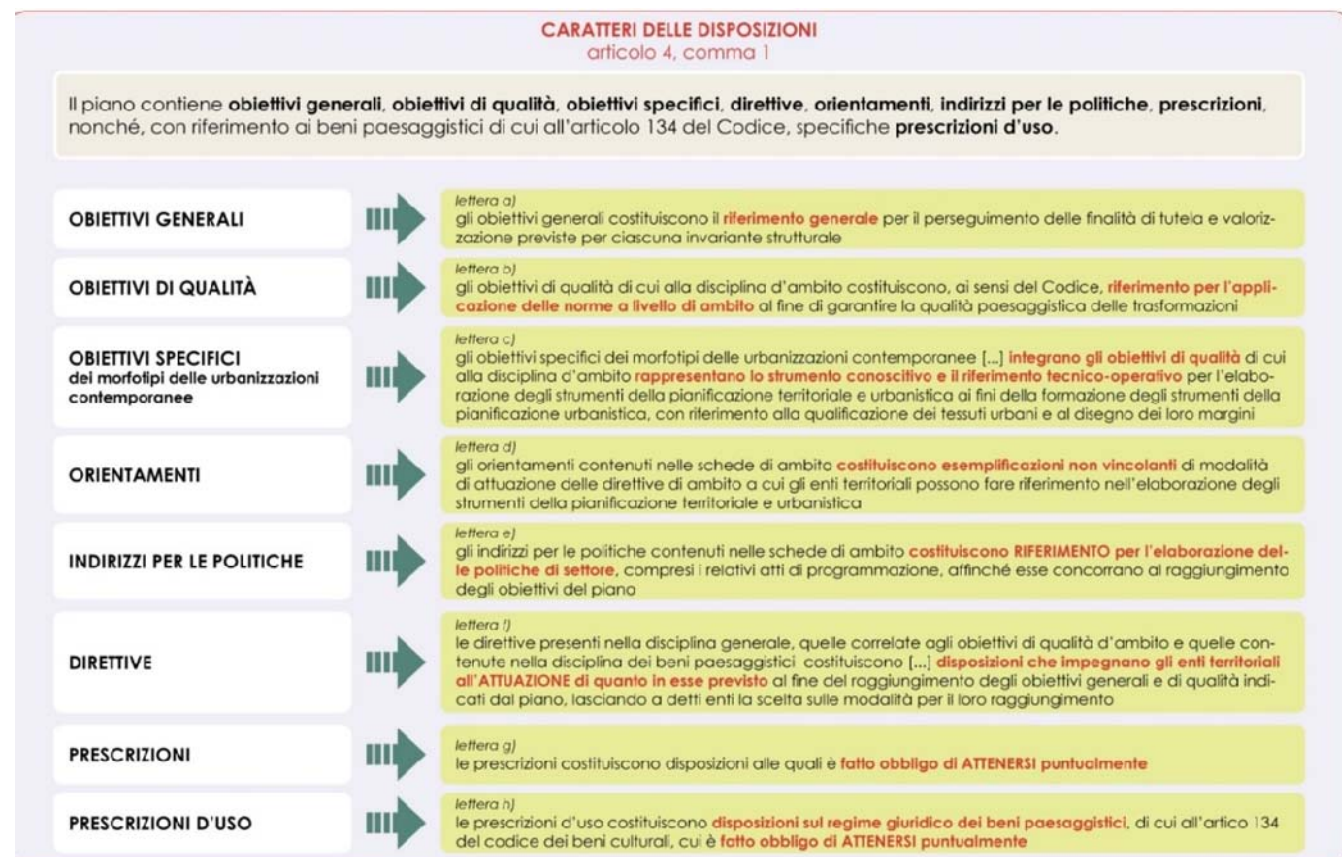 CARATTERI DELLE DISPOSIZIONI
articolo 4, comma 1
Il piano contiene obiettivi generali, obiettivi di qualità, obiettivi specifici, direttive, orientamenti, indirizzi per le politiche, prescrizioni,
nonché, con riferimento ai beni paesaggistici di cui all'articolo 134 del Codice, specifiche prescrizioni d'uso.
OBIETTIVI GENERALI
lettera a)
gli obiettivi generali costituiscono il riferimento generale per il perseguimento delle finalità di tutela e valoriz-
zazione previste per ciascuna invariante strutturale
OBIETTIVI DI QUALITÀ
lettera b)
gli obiettivi di qualità di cui alla disciplina d'ambito costituiscono, ai sensi del Codice, riferimento per l'appli-
cazione delle norme a livello di ambito al fine di garantire la qualità paesaggistica delle trasformazioni
OBIETTIVI SPECIFICI
dei morfotipi delle urbanizzazioni
contemporanee
lettera c)
gli obiettivi specifici dei morfotipi delle urbanizzazioni contemporanee [...] integrano gli obiettivi di qualità di cui
alla disciplina d'ambito rappresentano lo strumento conoscitivo e il riferimento tecnico-operativo per l'elabo-
razione degli strumenti della pianificazione territoriale e urbanistica ai fini della formazione degli strumenti della
pianificazione urbanistica, con riferimento alla qualificazione dei tessuti urbani e al disegno dei loro margini
ORIENTAMENTI
lettera d)
gli orientamenti contenuti nelle schede di ambito costituiscono esemplificazioni non vincolanti di modalità
di attuazione delle direttive di ambito a cui gli enti territoriali possono fare riferimento nell'elaborazione degli
strumenti della pianificazione territoriale e urbanistica
INDIRIZZI PER LE POLITICHE
lettera e)
gli indirizzi per le politiche contenuti nelle schede di ambito costituiscono RIFERIMENTO per l'elaborazione del-
le politiche di settore, compresi i relativi atti di programmazione, affinché esse concorrano al raggiungimento
degli obiettivi del piano
DIRETTIVE
lettera f)
le direttive presenti nella disciplina generale, quelle correlate agli obiettivi di qualità d'ambito e quelle con-
tenute nella disciplina dei beni paesaggistici costituiscono [...] disposizioni che impegnano gli enti territoriali
all'ATTUAZIONE di quanto in esse previsto al fine del roggiungimento degli obiettivi generali e di qualità indi-
cati dal piano, lasciando a detti enti la scelta sulle modalità per il loro raggiungimento
PRESCRIZIONI
lettera g)
le prescrizioni costituiscono disposizioni alle quali è fatto obbligo di ATTENERSI puntualmente
PRESCRIZIONI D'USO
lettera h)
le prescrizioni d'uso costituiscono disposizioni sul regime giuridico dei beni paesaggistici, di cui all'artico 134
del codice dei beni culturali, cui è fatto obbligo di ATTENERSI puntualmente